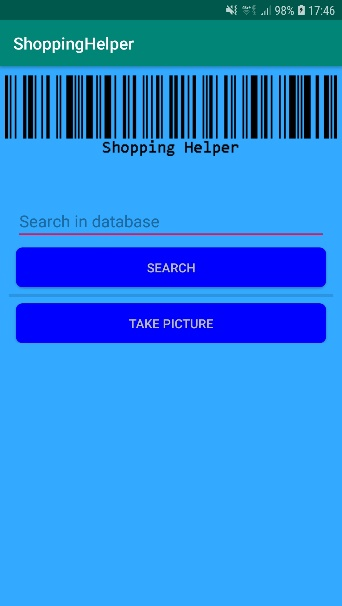 98% 17:46
ShoppingHelper
Shopping Helper
Search in database
SEARCH
TAKE PICTURE